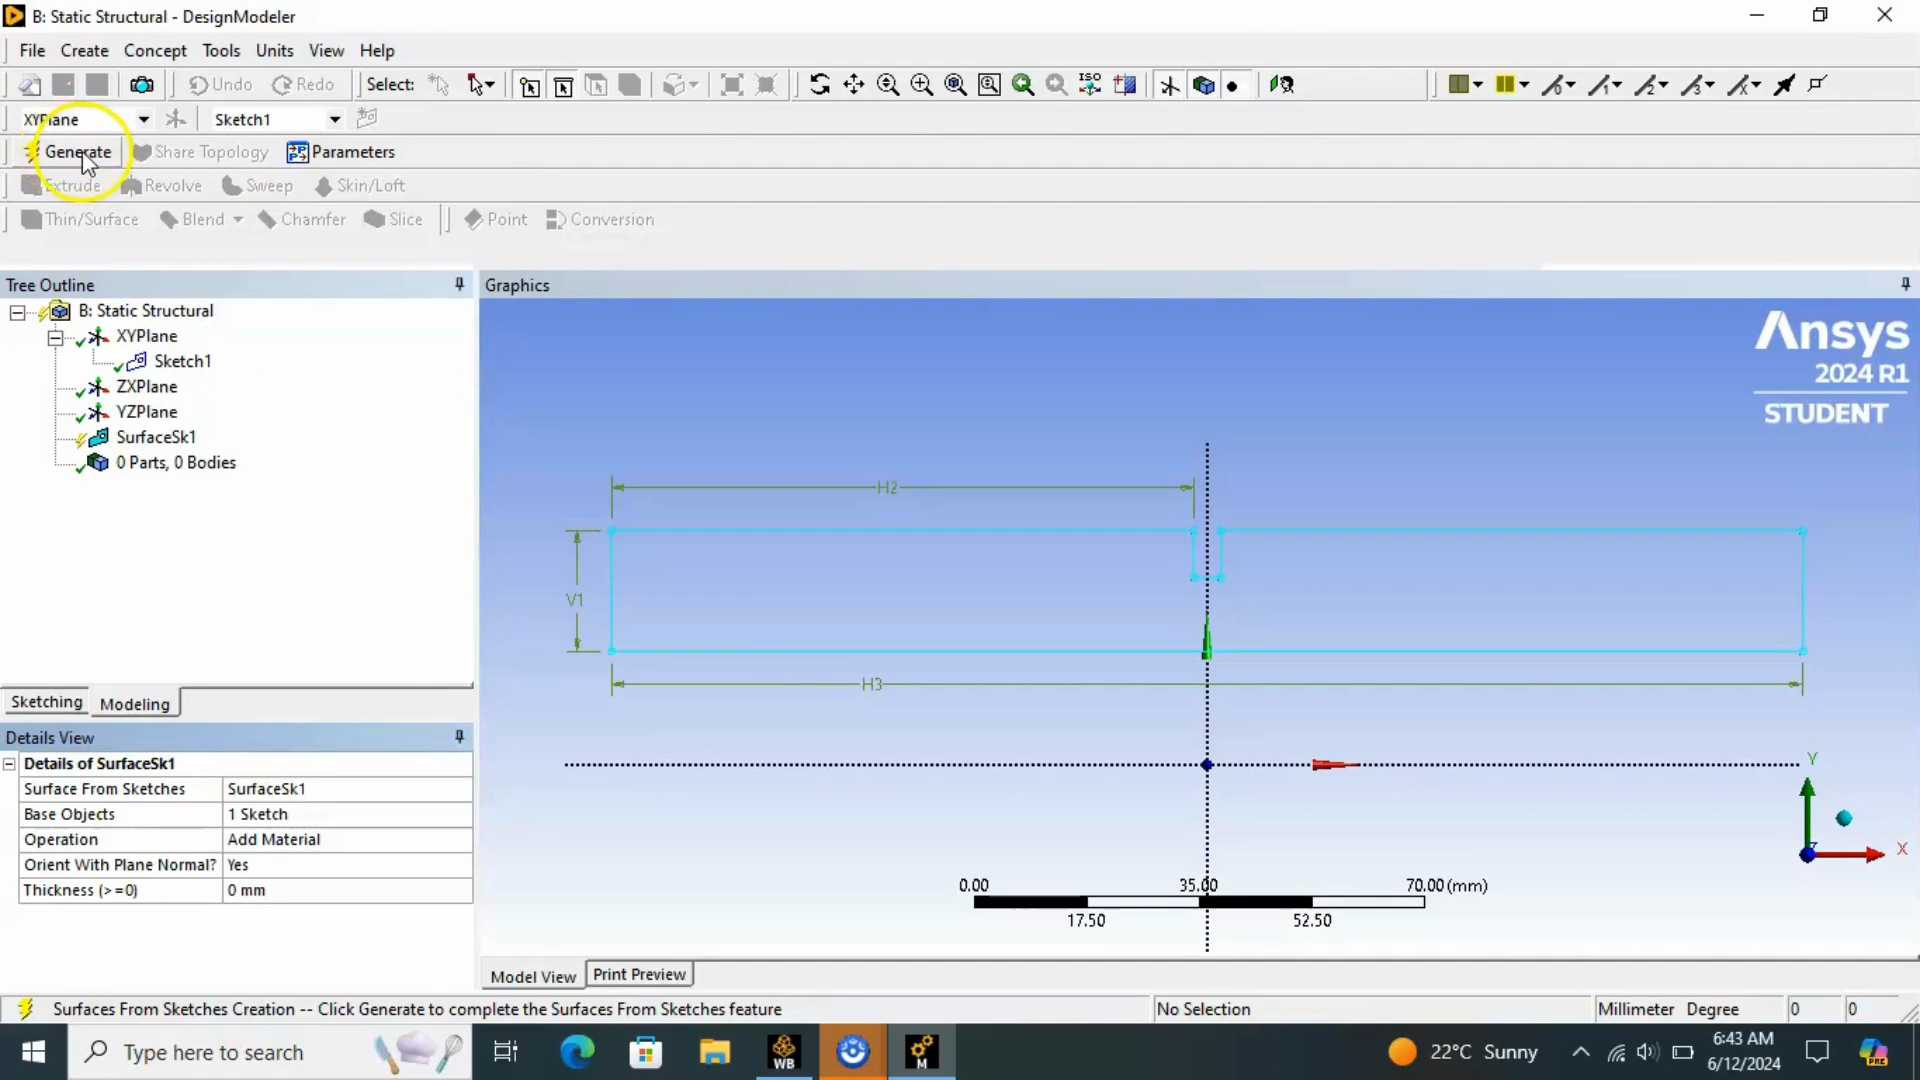 B: Static Structural - DesignModeler
File Create Concept Tools Units View Help
Undo Redo Select: ISO
XYPlane Sketch1
Generate Share Topology Parameters
Extrude Revolve Sweep Skin/Loft
Thin/Surface Blend Chamfer Slice Point Conversion
Tree Outline
B: Static Structural
XYPlane
Sketch1
ZXPlane
YZPlane
SurfaceSk1
0 Parts, 0 Bodies
Sketching Modeling
Details View
Details of SurfaceSk1
Surface From Sketches SurfaceSk1
Base Objects 1 Sketch
Operation Add Material
Orient With Plane Normal? Yes
Thickness (>=0) 0 mm
Graphics
Ansys
2024 R1
STUDENT
H2
V1
H3
Y
X
0.00 35.00 70.00 (mm)
17.50 52.50
Model View Print Preview
Surfaces From Sketches Creation -- Click Generate to complete the Surfaces From Sketches feature No Selection Millimeter Degree 0 0
Type here to search WB M 22°C Sunny 6:43 AM
6/12/2024 PRE